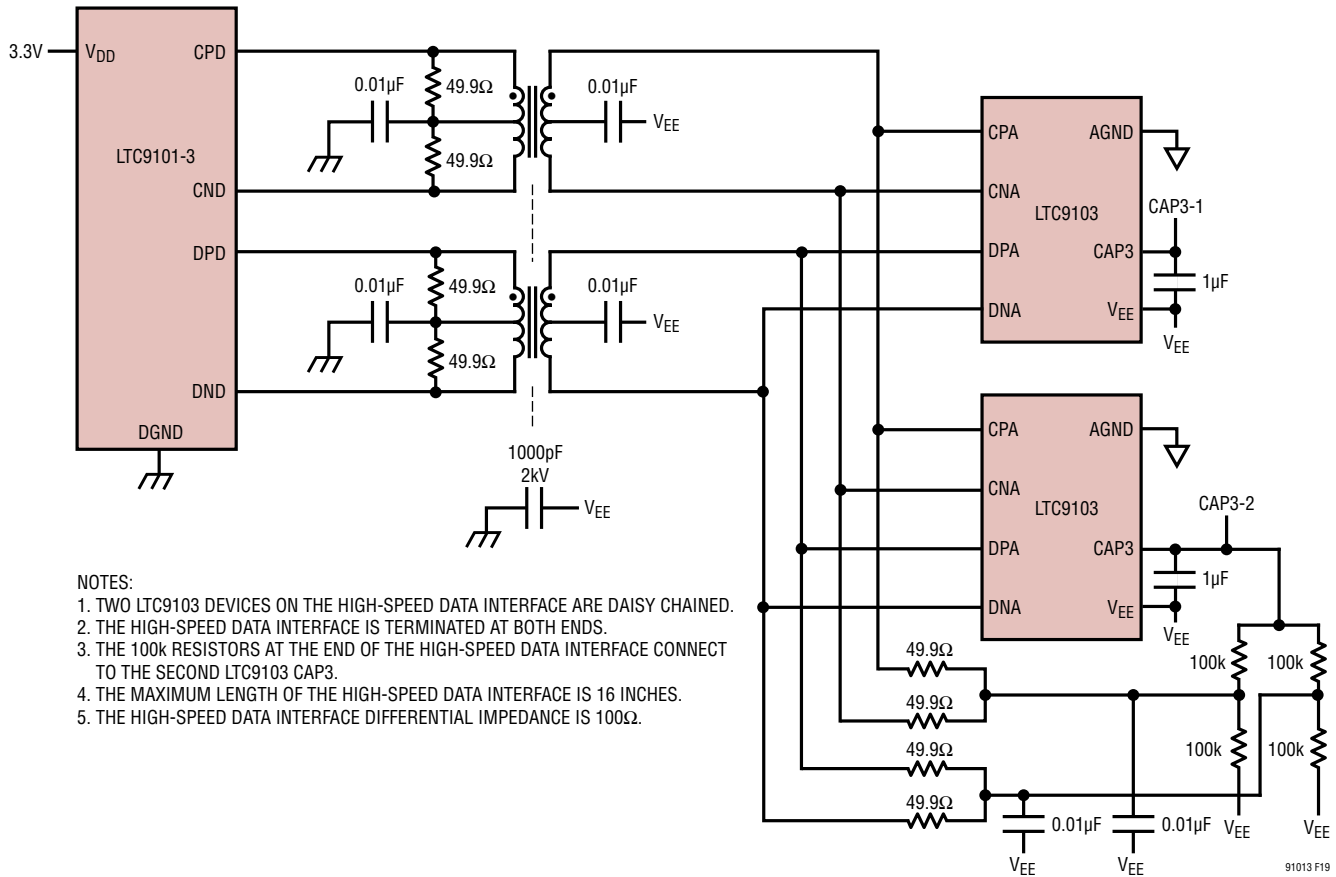 3.3V
VDD
CPD
LTC9101-3
CND
DPD
DND
DGND
0.01µF
49.9Ω
49.9Ω
0.01µF
VEE
0.01µF
49.9Ω
49.9Ω
0.01µF
VEE
1000pF
2kV
VEE
CPA
AGND
CNA
LTC9103
CAP3-1
DPA
CAP3
1µF
DNA
VEE
VEE
CPA
AGND
CNA
LTC9103
CAP3-2
DPA
CAP3
1µF
DNA
VEE
VEE
49.9Ω
49.9Ω
49.9Ω
49.9Ω
100k
100k
100k
100k
0.01µF
0.01µF
VEE
VEE
VEE
VEE
NOTES:
1. TWO LTC9103 DEVICES ON THE HIGH-SPEED DATA INTERFACE ARE DAISY CHAINED.
2. THE HIGH-SPEED DATA INTERFACE IS TERMINATED AT BOTH ENDS.
3. THE 100k RESISTORS AT THE END OF THE HIGH-SPEED DATA INTERFACE CONNECT
TO THE SECOND LTC9103 CAP3.
4. THE MAXIMUM LENGTH OF THE HIGH-SPEED DATA INTERFACE IS 16 INCHES.
5. THE HIGH-SPEED DATA INTERFACE DIFFERENTIAL IMPEDANCE IS 100Ω.
91013 F19